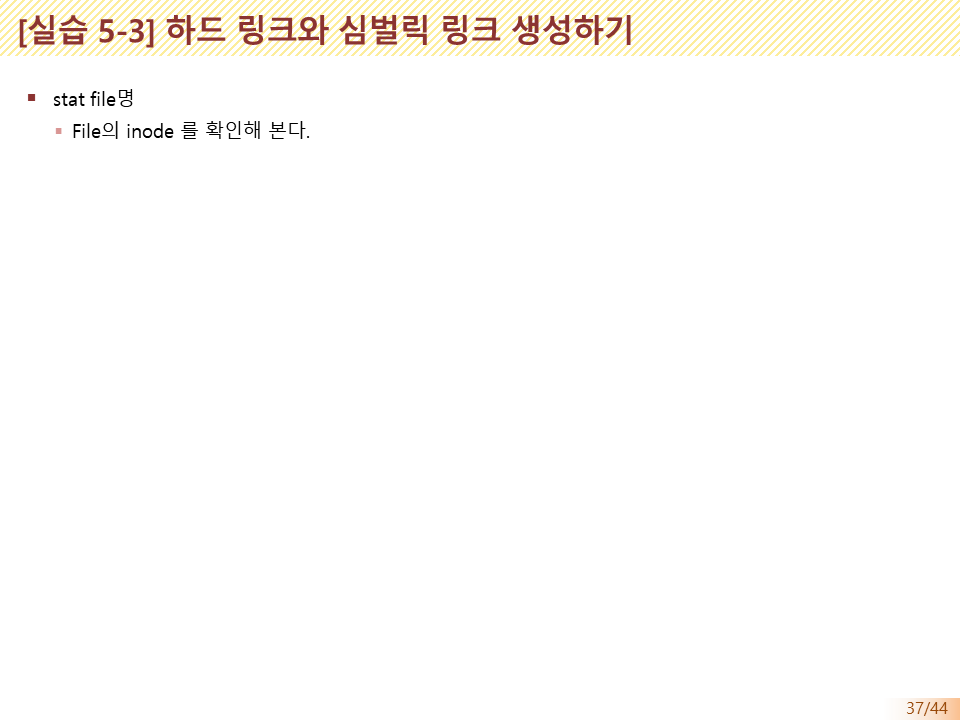 [실습 5-3] 하드 링크와 심벌릭 링크 생성하기
▪ stat file명
▪ File의 inode 를 확인해 본다.
37/44